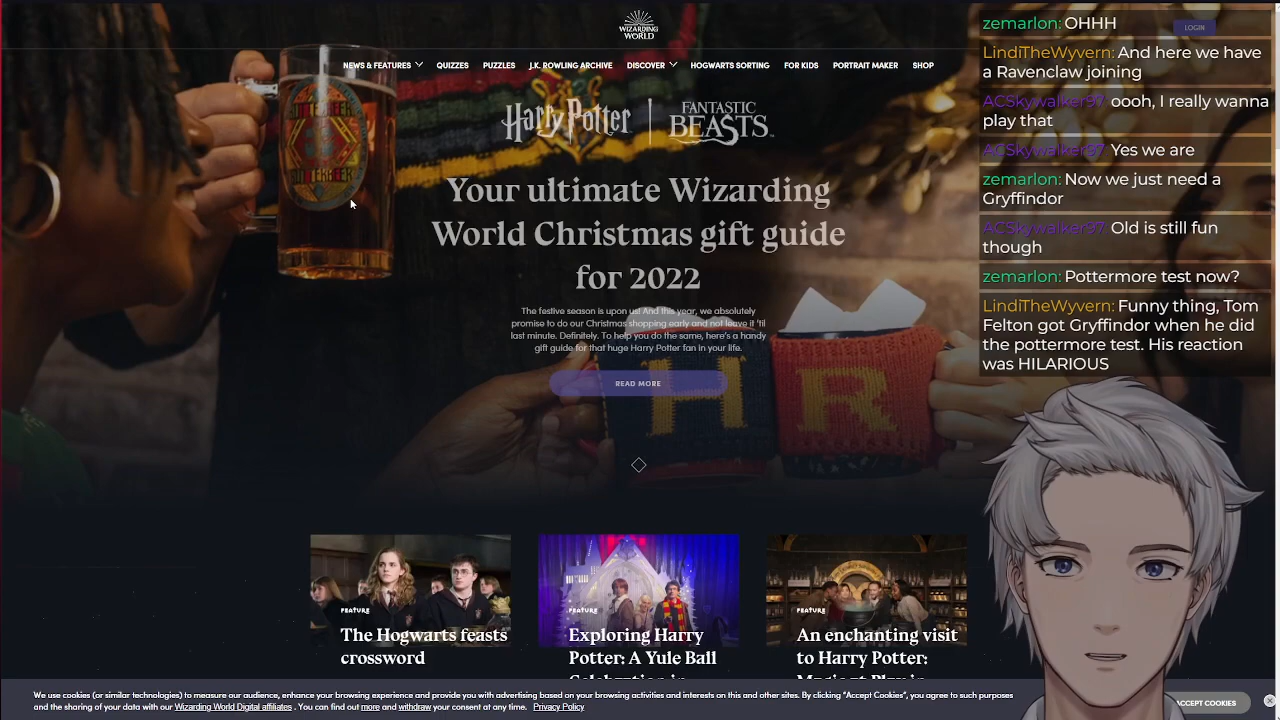 WIZARDING
WORLD
LOGIN
NEWS & FEATURES
QUIZZES
PUZZLES
J.K. ROWLING ARCHIVE
DISCOVER
HOGWARTS SORTING
FOR KIDS
PORTRAIT MAKER
SHOP
Harry Potter
FANTASTIC
BEASTS
Your ultimate Wizarding
World Christmas gift guide
for 2022
The festive season is upon us! And this year, we absolutely
promise to do our Christmas shopping early and not leave it 'til
last minute. Definitely. To help you do the same, here's a handy
gift guide for that huge Harry Potter fan in your life.
READ MORE
H
R
FEATURE
The Hogwarts feasts
crossword
FEATURE
Exploring Harry
Potter: A Yule Ball
Celebration in
FEATURE
An enchanting visit
to Harry Potter:
We use cookies (or similar technologies) to measure our audience, enhance your browsing experience and provide you with advertising based on your browsing activities and interests on this and other sites. By clicking "Accept Cookies", you agree to such purposes
and the sharing of your data with our Wizarding World Digital affiliates . You can find out more and withdraw your consent at any time. Privacy Policy
ACCEPT COOKIES
zemarlon: OHHH
LindiTheWyvern: And here we have
a Ravenclaw joining
ACSkywalker97 oooh, I really wanna
play that
ACSkywalker97 Yes we are
zemarlon: Now we just need a
Gryffindor
ACSkywalker97 Old is still fun
though
zemarlon: Pottermore test now?
LindiTheWyvern: Funny thing, Tom
Felton got Gryffindor when he did
the pottermore test. His reaction
was HILARIOUS